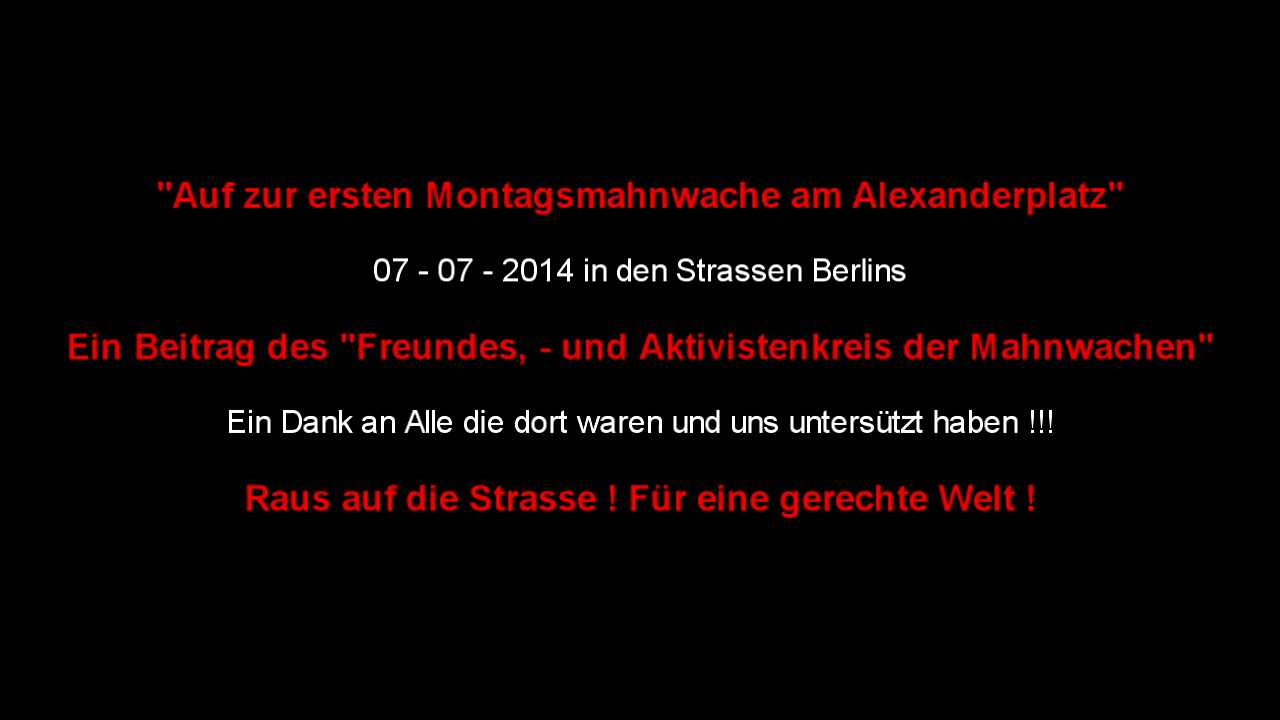 "Auf zur ersten Montagsmahnwache am Alexanderplatz"
07 - 07 - 2014 in den Strassen Berlins
Ein Beitrag des "Freundes, - und Aktivistenkreis der Mahnwachen"
Ein Dank an Alle die dort waren und uns untersützt haben !!!
Raus auf die Strasse ! Für eine gerechte Welt !